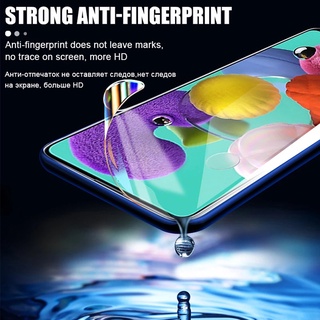 STRONG ANTI-FINGERPRINT
Anti-fingerprint does not leave marks,
no trace on screen, more HD
Анти-отпечаток не оставляет следов,нет следов
на экране, больше HD